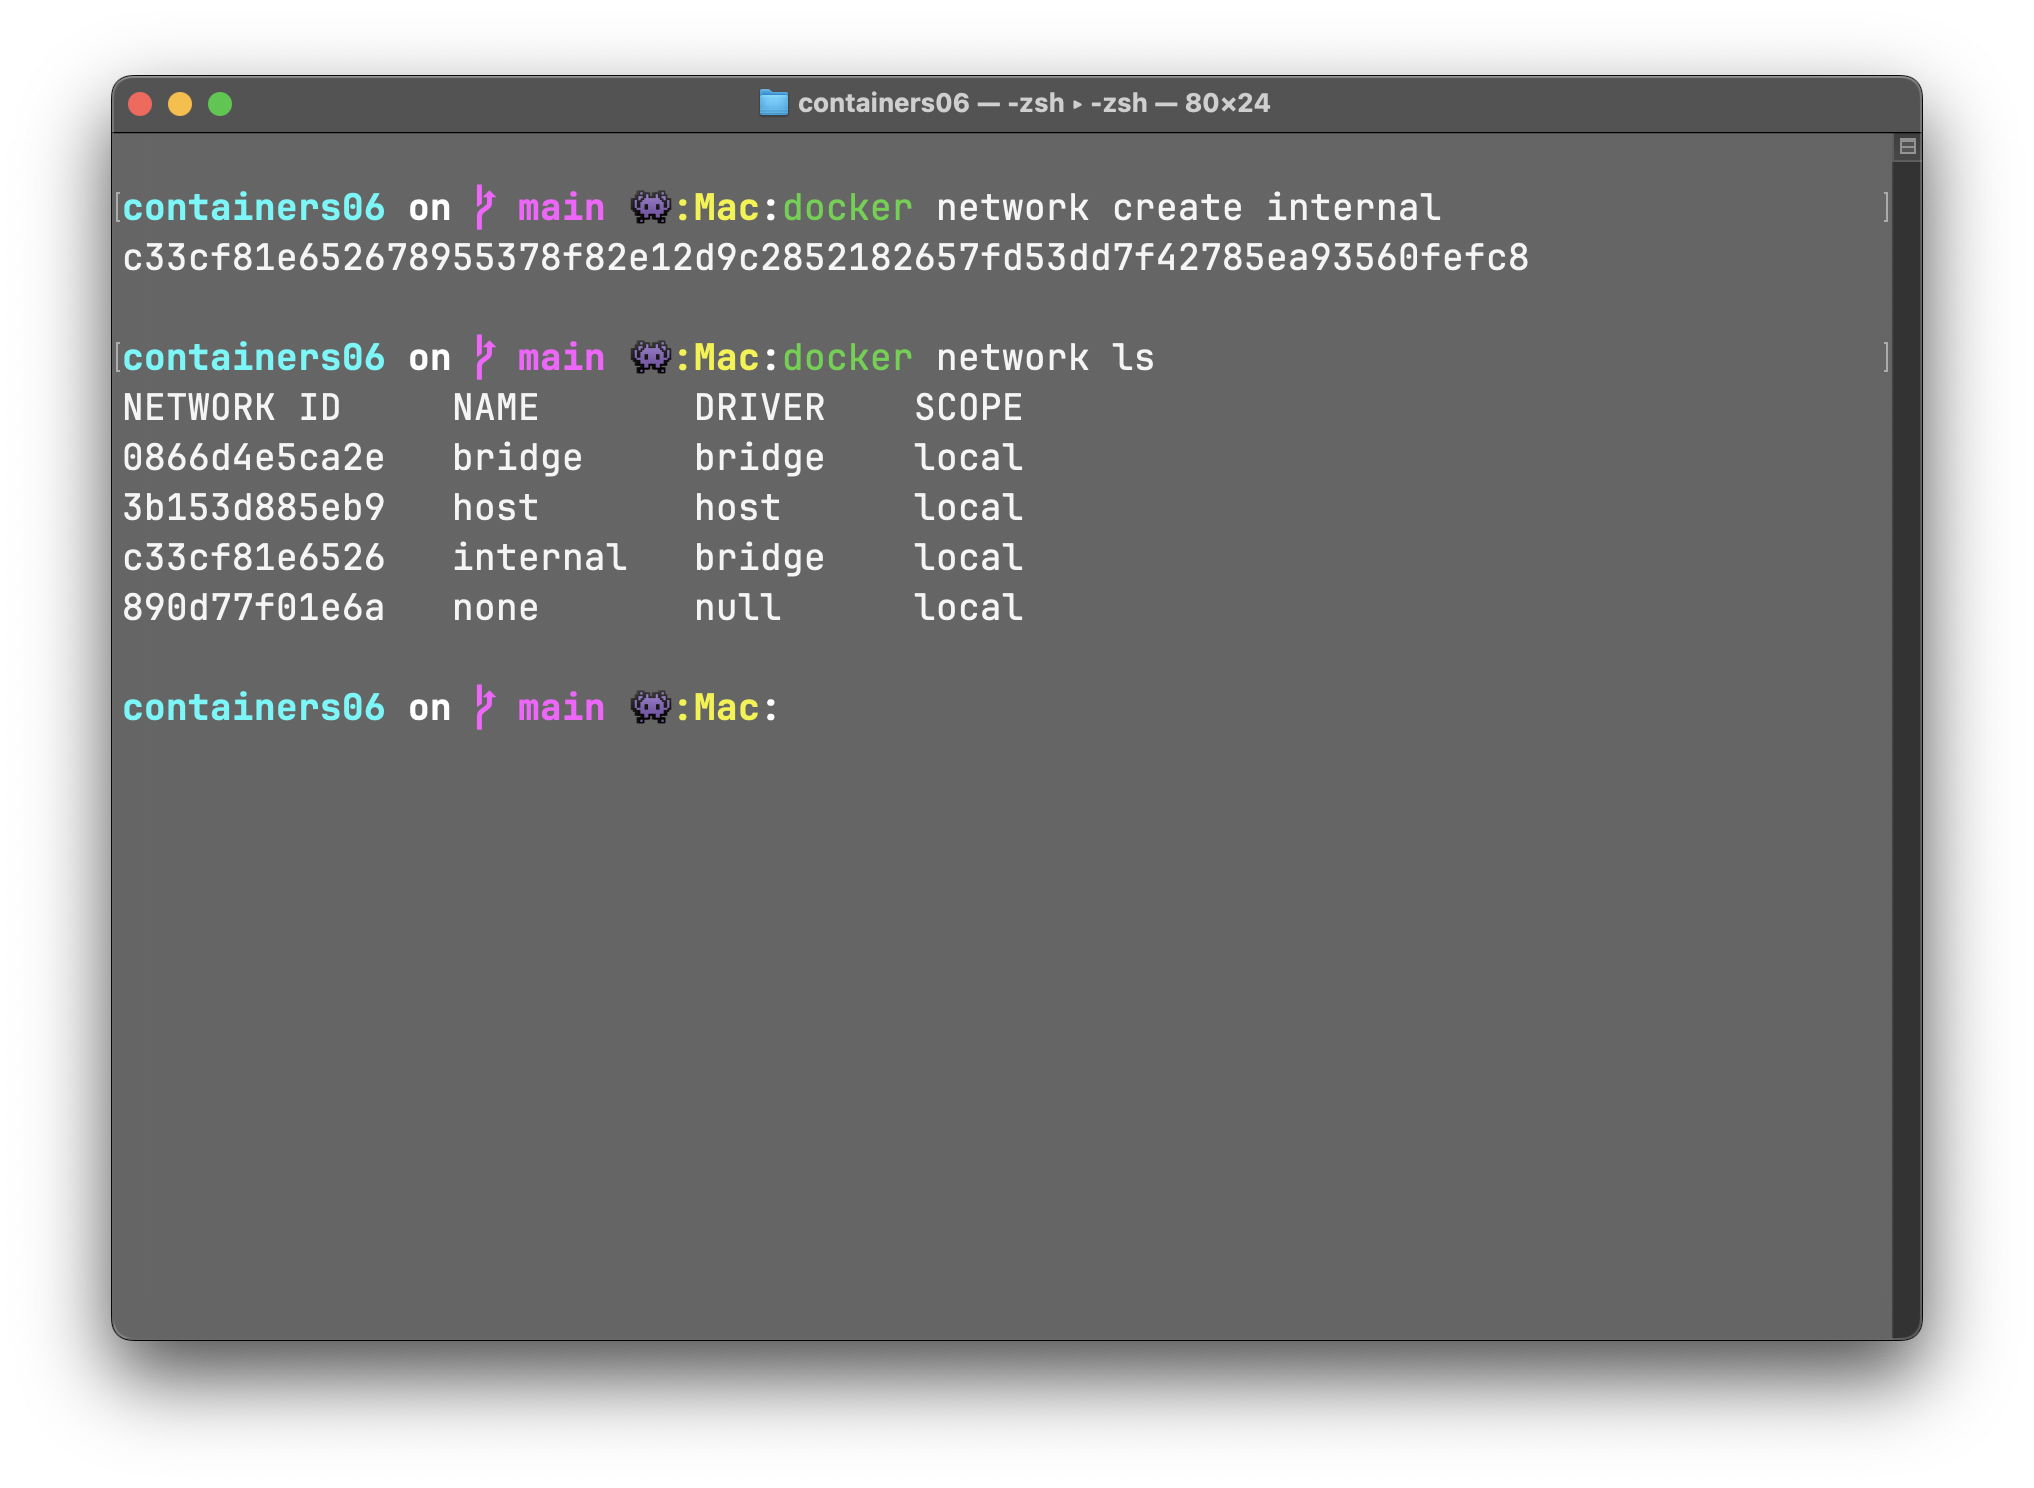 containers06 — -zsh ▸ -zsh — 80×24
containers06 on main 👾:Mac:docker network create internal
c33cf81e652678955378f82e12d9c2852182657fd53dd7f42785ea93560fefc8
containers06 on main 👾:Mac:docker network ls
NETWORK ID NAME DRIVER SCOPE
0866d4e5ca2e bridge bridge local
3b153d885eb9 host host local
c33cf81e6526 internal bridge local
890d77f01e6a none null local
containers06 on main 👾:Mac: